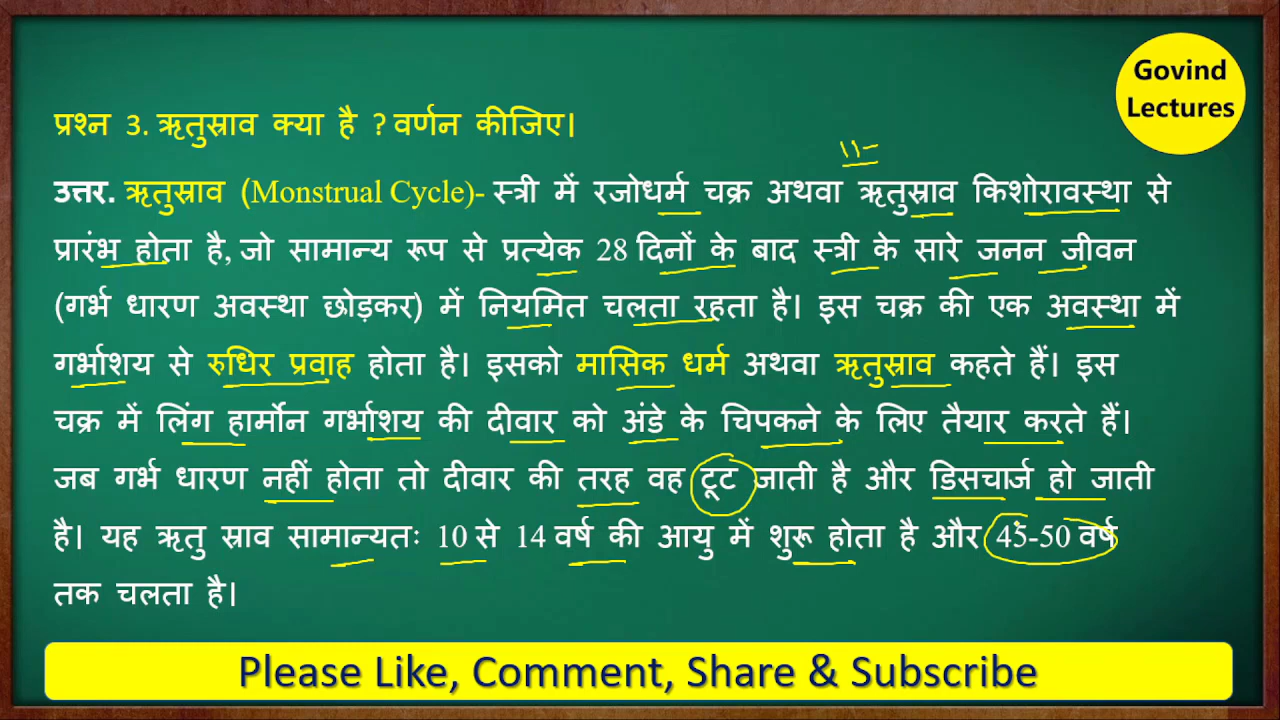 Govind
Lectures
प्रश्न 3. ऋतुस्राव क्या है ? वर्णन कीजिए।
11-
उत्तर. ऋतुस्राव (Monstrual Cycle)- स्त्री में रजोधर्म चक्र अथवा ऋतुस्राव किशोरावस्था से
प्रारंभ होता है, जो सामान्य रूप से प्रत्येक 28 दिनों के बाद स्त्री के सारे जनन जीवन
(गर्भ धारण अवस्था छोड़कर) में नियमित चलता रहता है। इस चक्र की एक अवस्था में
गर्भाशय से रुधिर प्रवाह होता है। इसको मासिक धर्म अथवा ऋतुस्राव कहते हैं। इस
चक्र में लिंग हार्मोन गर्भाशय की दीवार को अंडे के चिपकने के लिए तैयार करते हैं।
जब गर्भ धारण नहीं होता तो दीवार की तरह वह टूट जाती है और डिसचार्ज हो जाती
है। यह ऋतु स्राव सामान्यतः 10 से 14 वर्ष की आयु में शुरू होता है और 45-50 वर्ष
तक चलता है।
Please Like, Comment, Share & Subscribe